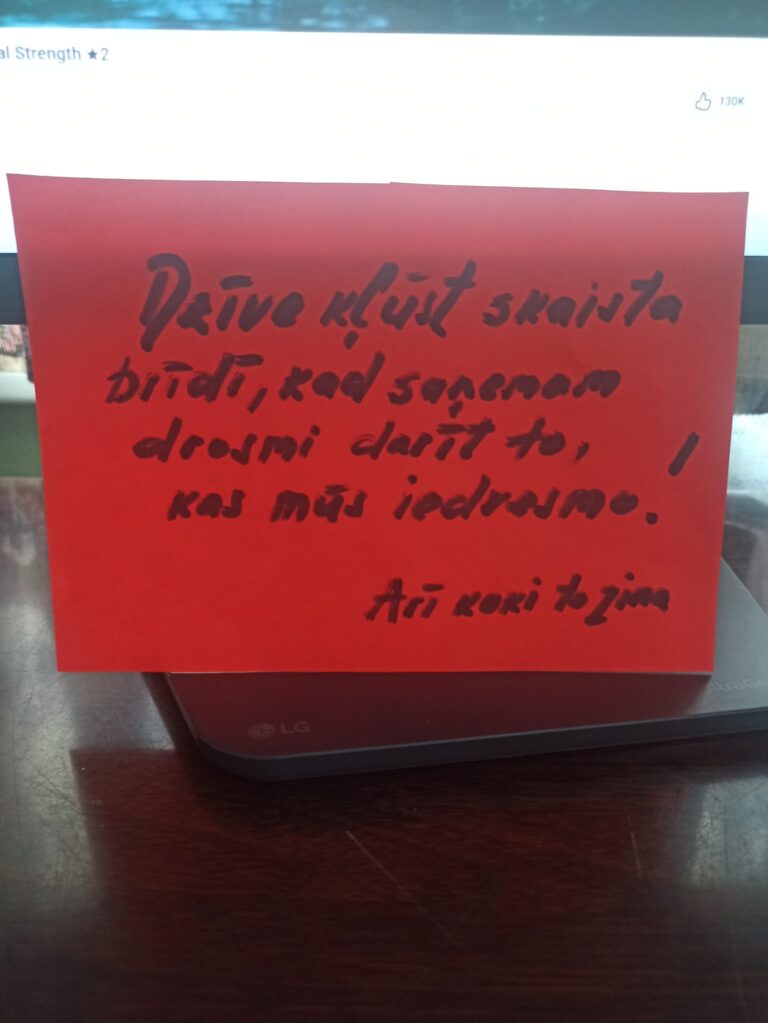 al Strength ★2
130K
Dzīve kļūst skaista
brīdī, kad saņemam
drosmi darīt to,
kas mūs iedrosmo.!
Arī koki to zina
LG